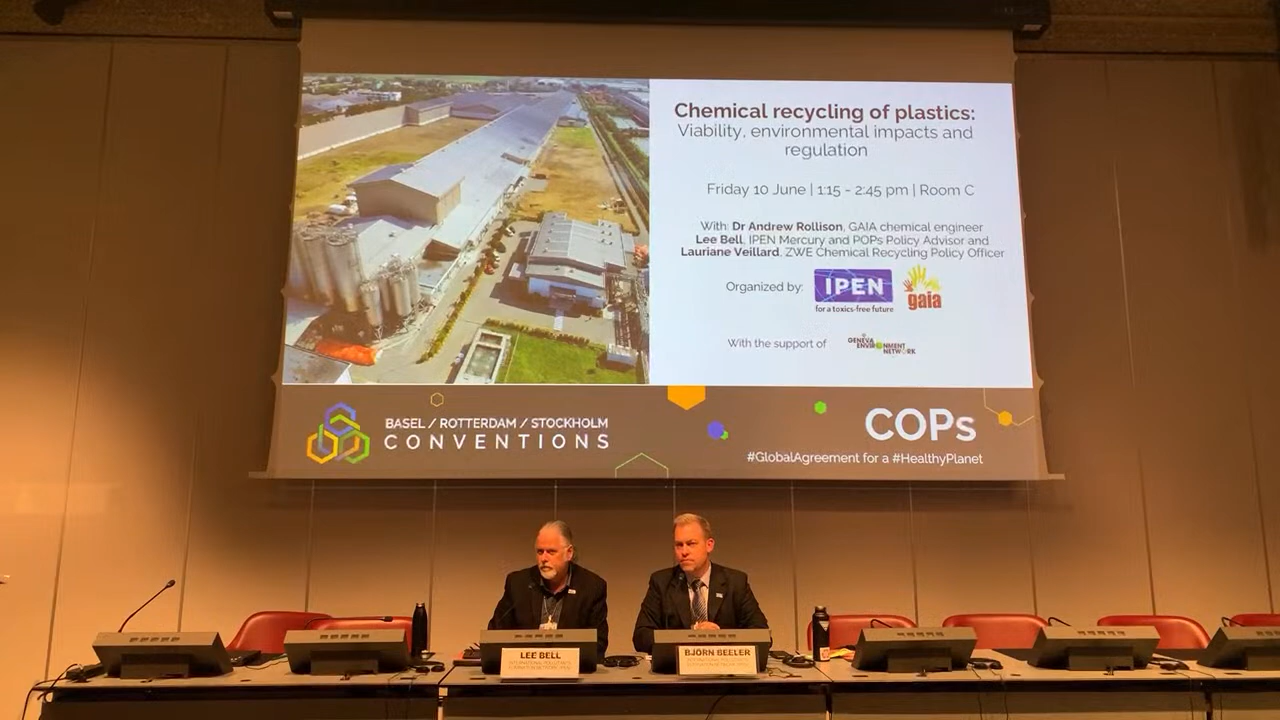 Chemical recycling of plastics:
Viability, environmental impacts and
regulation
Friday 10 June | 1:15 - 2:45 pm | Room C
With: Dr Andrew Rollison, GAIA chemical engineer
Lee Bell, IPEN Mercury and POPs Policy Advisor and
Lauriane Veillard, ZWE Chemical Recycling Policy Officer
Organized by:
IPEN
for a toxics-free future
gaia
With the support of
GENEVA
ENVIRONMENT
NETWORK
BASEL / ROTTERDAM / STOCKHOLM
CONVENTIONS
COPs
#GlobalAgreement for a #HealthyPlanet
LEE BELL
BJÖRN BEELER